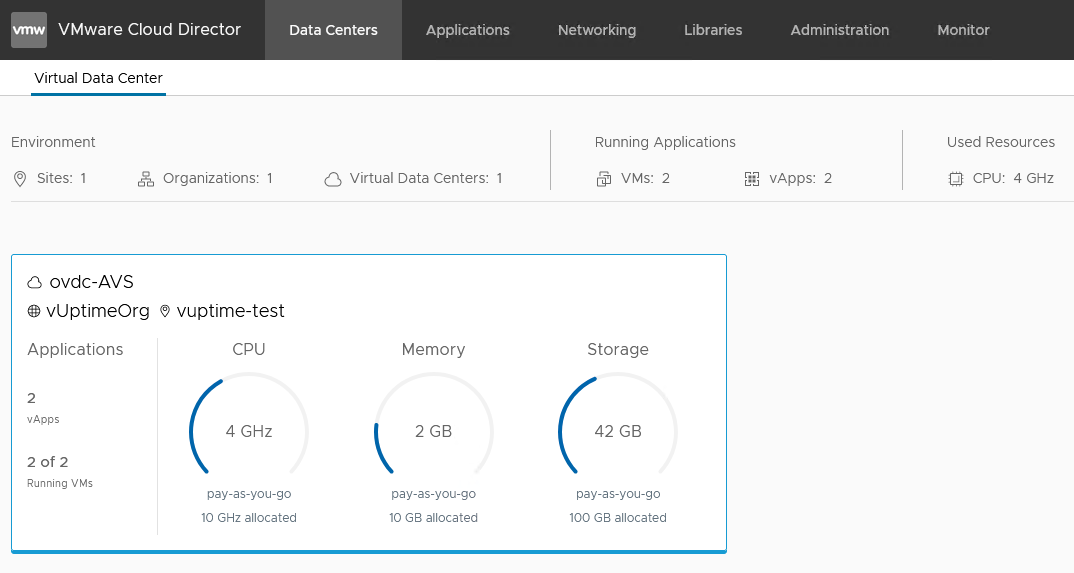 vmw VMware Cloud Director Data Centers Applications Networking Libraries Administration Monitor
Virtual Data Center
Environment Running Applications Used Resources
Sites: 1 Organizations: 1 Virtual Data Centers: 1 VMs: 2 vApps: 2 CPU: 4 GHz
ovdc-AVS
vUptimeOrg vuptime-test
Applications CPU Memory Storage
2
vApps
4 GHz 2 GB 42 GB
2 of 2
Running VMs
pay-as-you-go pay-as-you-go pay-as-you-go
10 GHz allocated 10 GB allocated 100 GB allocated